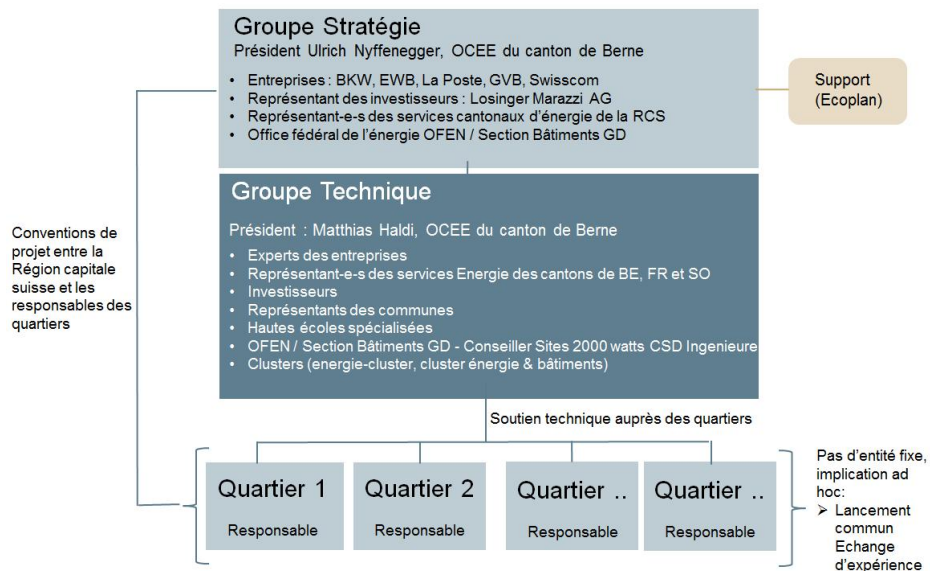 Groupe Stratégie
Président Ulrich Nyffenegger, OCEE du canton de Berne
• Entreprises : BKW, EWB, La Poste, GVB, Swisscom
• Représentant des investisseurs : Losinger Marazzi AG
• Représentant-e-s des services cantonaux d'énergie de la RCS
• Office fédéral de l'énergie OFEN / Section Bâtiments GD
Support
(Ecoplan)
Groupe Technique
Président : Matthias Haldi, OCEE du canton de Berne
• Experts des entreprises
• Représentant-e-s des services Energie des cantons de BE, FR et SO
• Investisseurs
• Représentants des communes
• Hautes écoles spécialisées
• OFEN / Section Bâtiments GD - Conseiller Sites 2000 watts CSD Ingenieure
• Clusters (energie-cluster, cluster énergie & bâtiments)
Conventions de
projet entre la
Région capitale
suisse et les
responsables des
quartiers
Soutien technique auprès des quartiers
Quartier 1
Responsable
Quartier 2
Responsable
Quartier ..
Responsable
Quartier ..
Responsable
Pas d'entité fixe,
implication ad
hoc:
➢ Lancement
commun
Echange
d'expérience